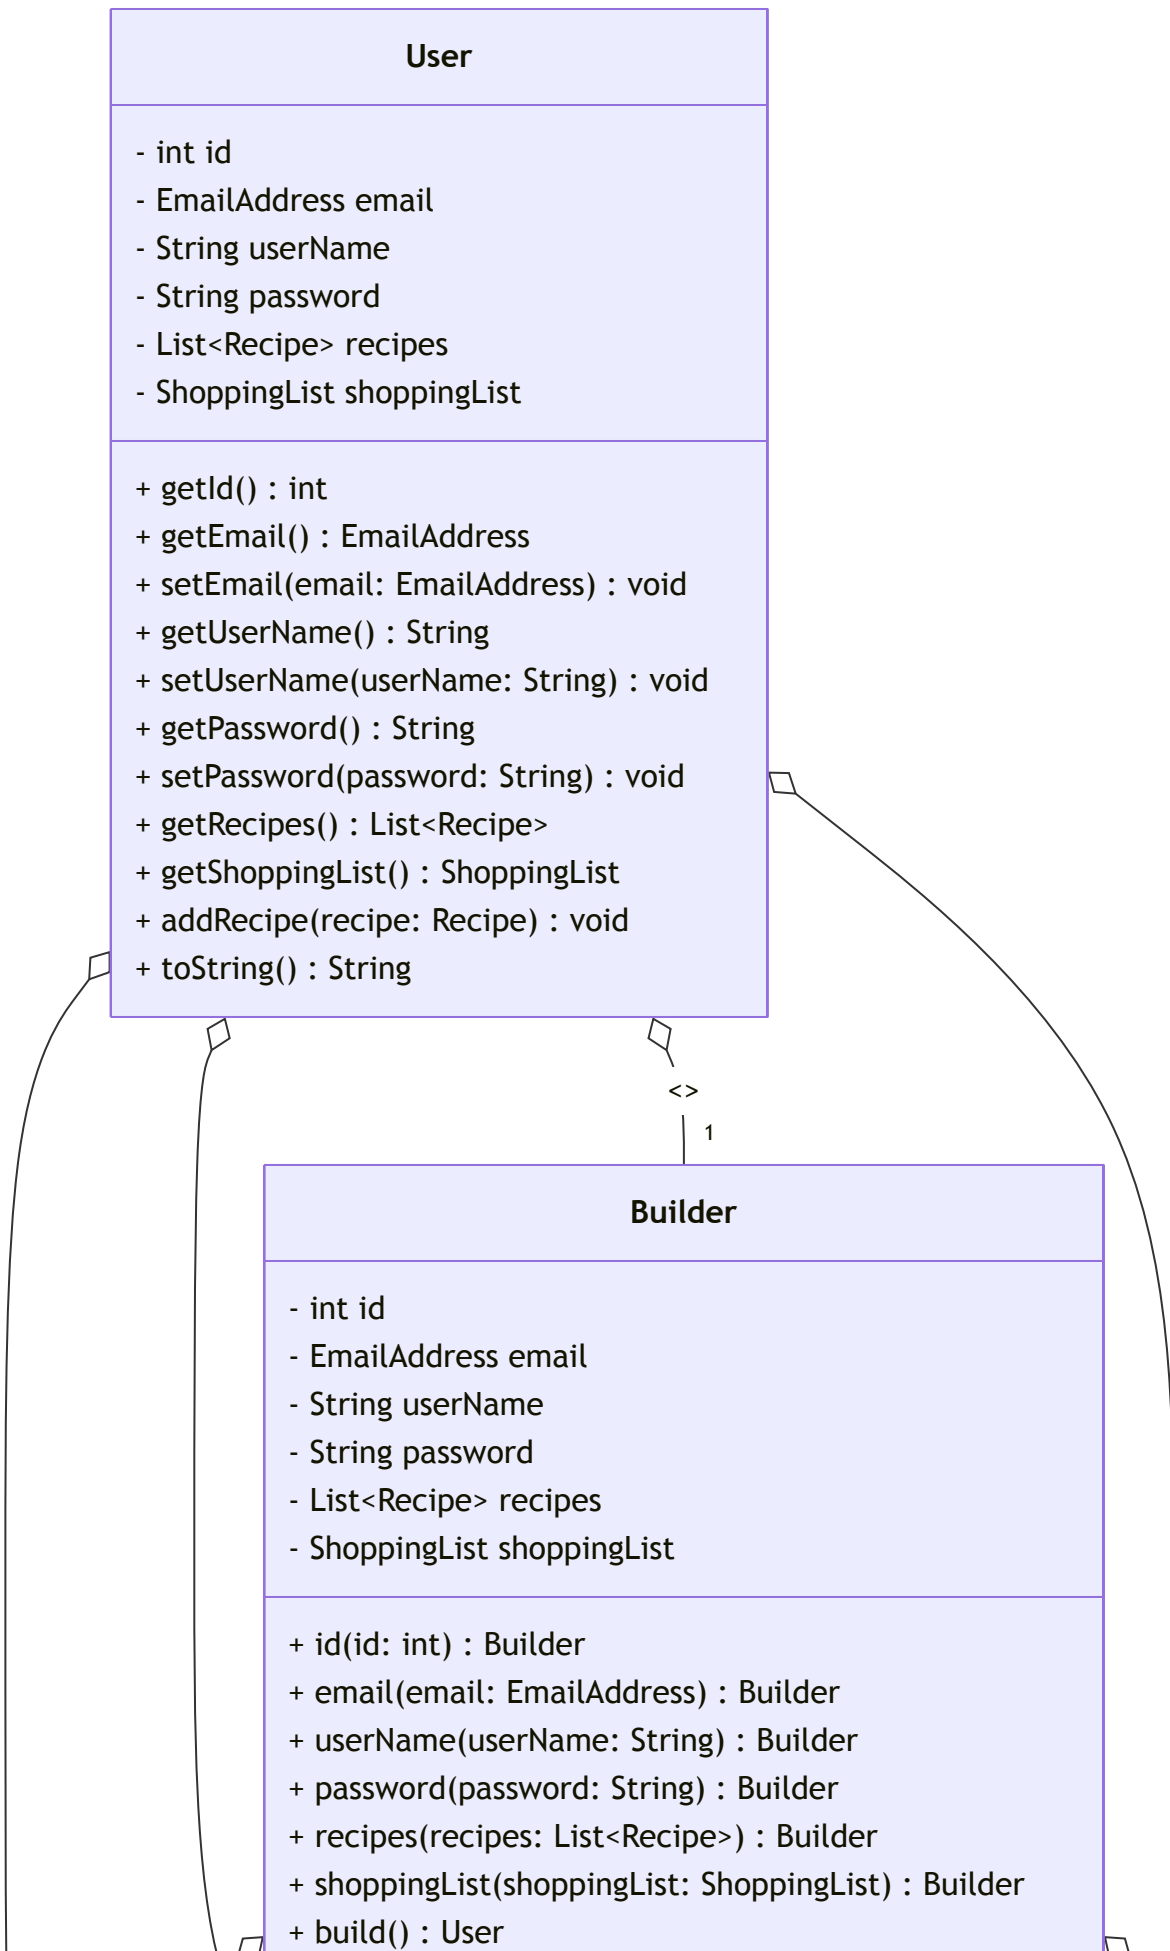 User
- int id
- EmailAddress email
- String userName
- String password
- List<Recipe> recipes
- ShoppingList shoppingList
+ getId() : int
+ getEmail() : EmailAddress
+ setEmail(email: EmailAddress) : void
+ getUserName() : String
+ setUserName(userName: String) : void
+ getPassword() : String
+ setPassword(password: String) : void
+ getRecipes() : List<Recipe>
+ getShoppingList() : ShoppingList
+ addRecipe(recipe: Recipe) : void
+ toString() : String
<>
1
Builder
- int id
- EmailAddress email
- String userName
- String password
- List<Recipe> recipes
- ShoppingList shoppingList
+ id(id: int) : Builder
+ email(email: EmailAddress) : Builder
+ userName(userName: String) : Builder
+ password(password: String) : Builder
+ recipes(recipes: List<Recipe>) : Builder
+ shoppingList(shoppingList: ShoppingList) : Builder
+ build() : User